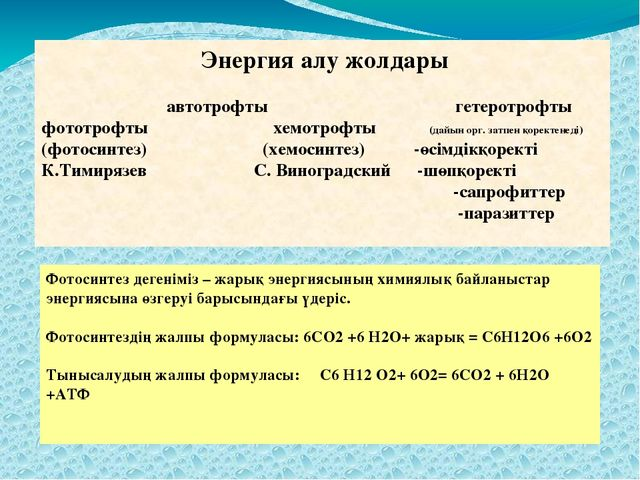 Энергия алу жолдары
автотрофты гетеротрофты
фототрофты хемотрофты (дайын орг. затпен қоректенеді)
(фотосинтез) (хемосинтез) -өсімдікқоректі
К.Тимирязев С. Виноградский -шөпқоректі
-сапрофиттер
-паразиттер
Фотосинтез дегеніміз – жарық энергиясының химиялық байланыстар
энергиясына өзгеруі барысындағы үдеріс.
Фотосинтездің жалпы формуласы: 6СО2 +6 Н2О+ жарық = С6Н12О6 +6О2
Тынысалудың жалпы формуласы: С6 Н12 О2+ 6О2= 6СО2 + 6Н2О
+АТФ